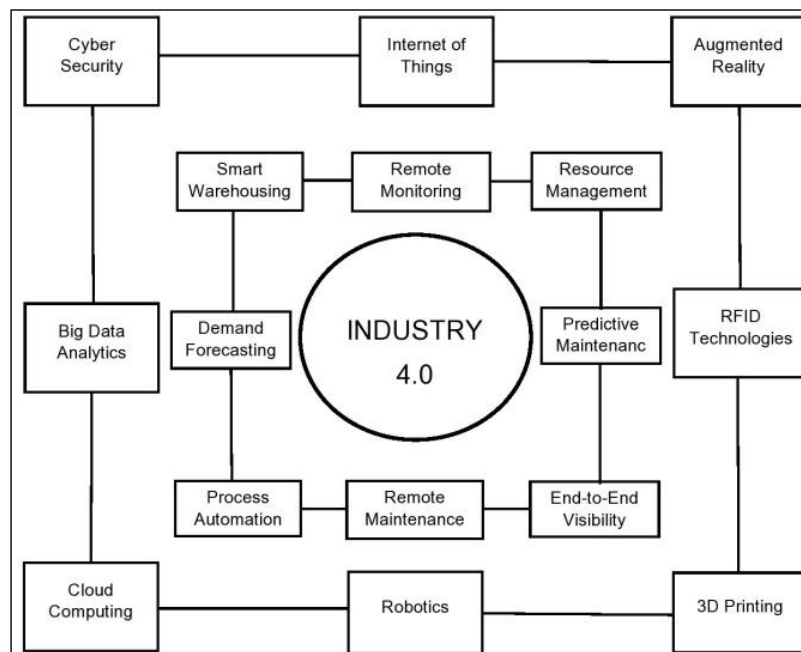 Cyber
Security
Internet of
Things
Augmented
Reality
Smart
Warehousing
Remote
Monitoring
Resource
Management
Big Data
Analytics
Demand
Forecasting
INDUSTRY
4.0
Predictive
Maintenanc
RFID
Technologies
Process
Automation
Remote
Maintenance
End-to-End
Visibility
Cloud
Computing
Robotics
3D Printing